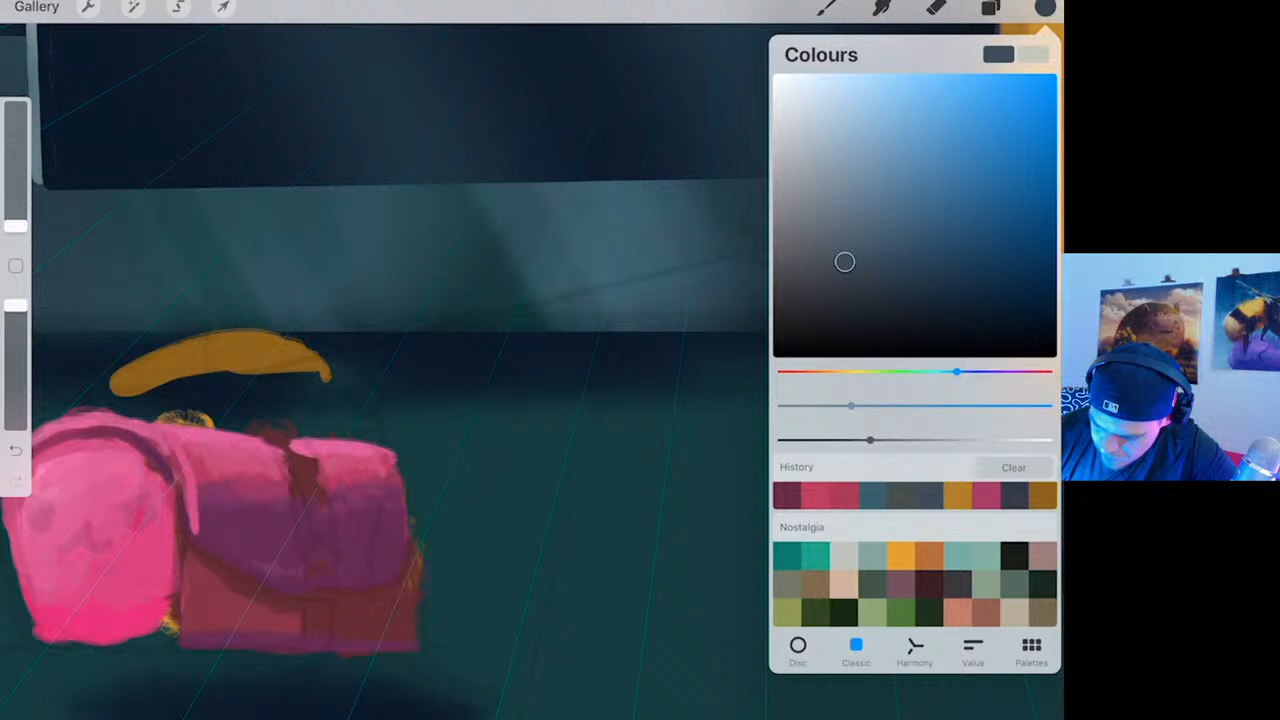 Gallery
Colours
History
Clear
Nostalgia
Disc
Classic
Harmony
Value
Palettes